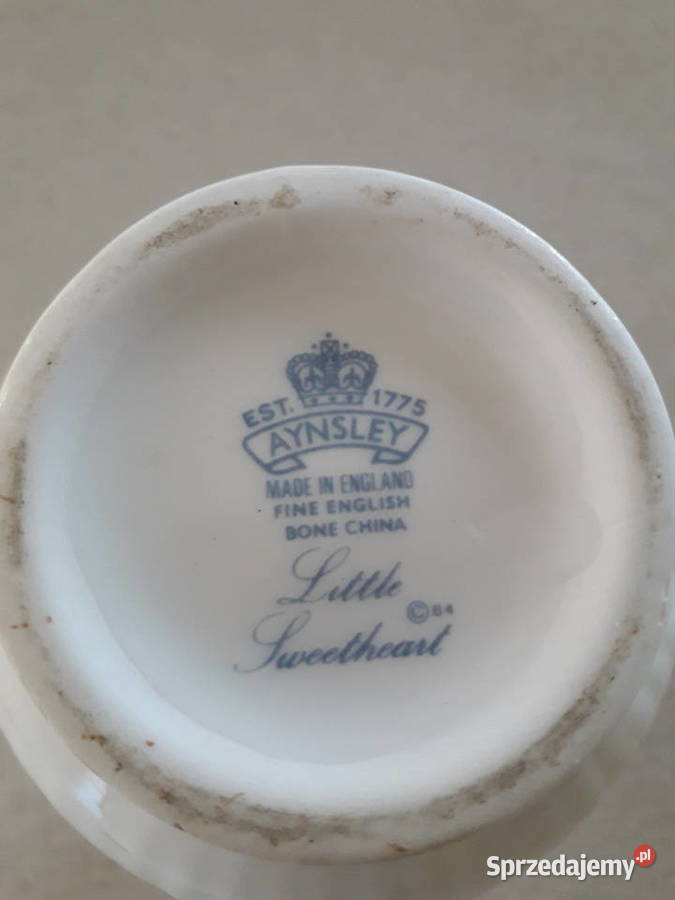 EST. 1775
AYNSLEY
MADE IN ENGLAND
FINE ENGLISH
BONE CHINA
Little
© 84
Sweetheart
Sprzedajemy.pl